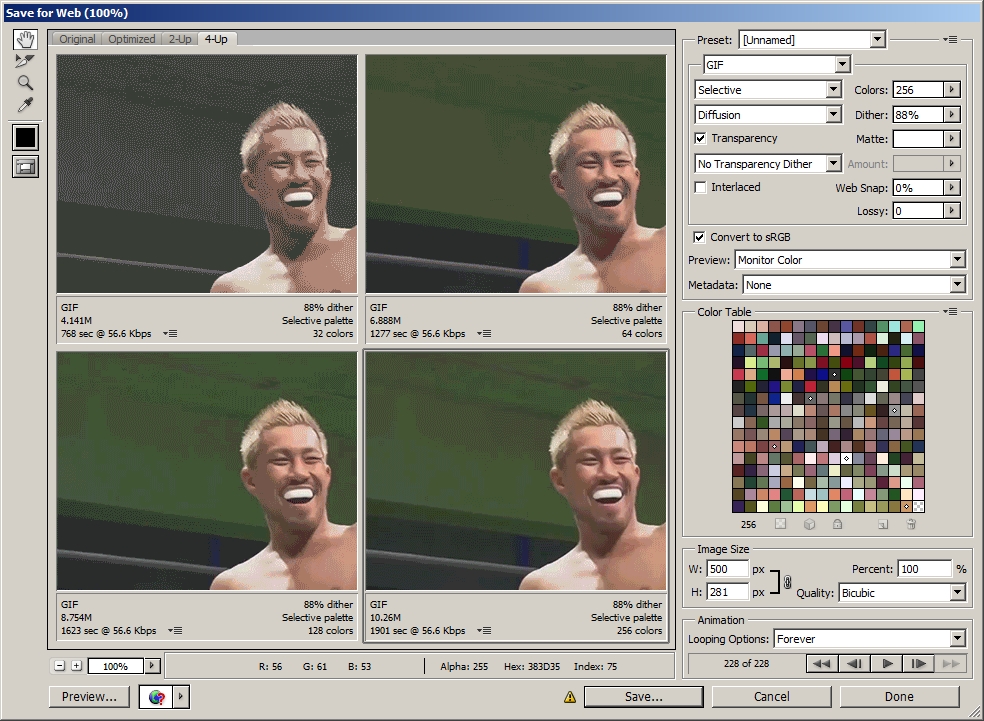 Save for Web (100%)
Original Optimized 2-Up 4-Up
GIF 88% dither
4.141M Selective palette
768 sec @ 56.6 Kbps 32 colors
GIF 88% dither
6.888M Selective palette
1277 sec @ 56.6 Kbps 64 colors
GIF 88% dither
8.754M Selective palette
1623 sec @ 56.6 Kbps 128 colors
GIF 88% dither
10.26M Selective palette
1901 sec @ 56.6 Kbps 256 colors
100% R: 56 G: 61 B: 53 Alpha: 255 Hex: 383D35 Index: 75
Preview... Save... Cancel Done
Preset: [Unnamed]
GIF
Selective Colors: 256
Diffusion Dither: 88%
Transparency Matte:
No Transparency Dither Amount:
Interlaced Web Snap: 0%
Lossy: 0
Convert to sRGB
Preview: Monitor Color
Metadata: None
Color Table
256
Image Size
W: 500 px Percent: 100 %
H: 281 px Quality: Bicubic
Animation
Looping Options: Forever
228 of 228